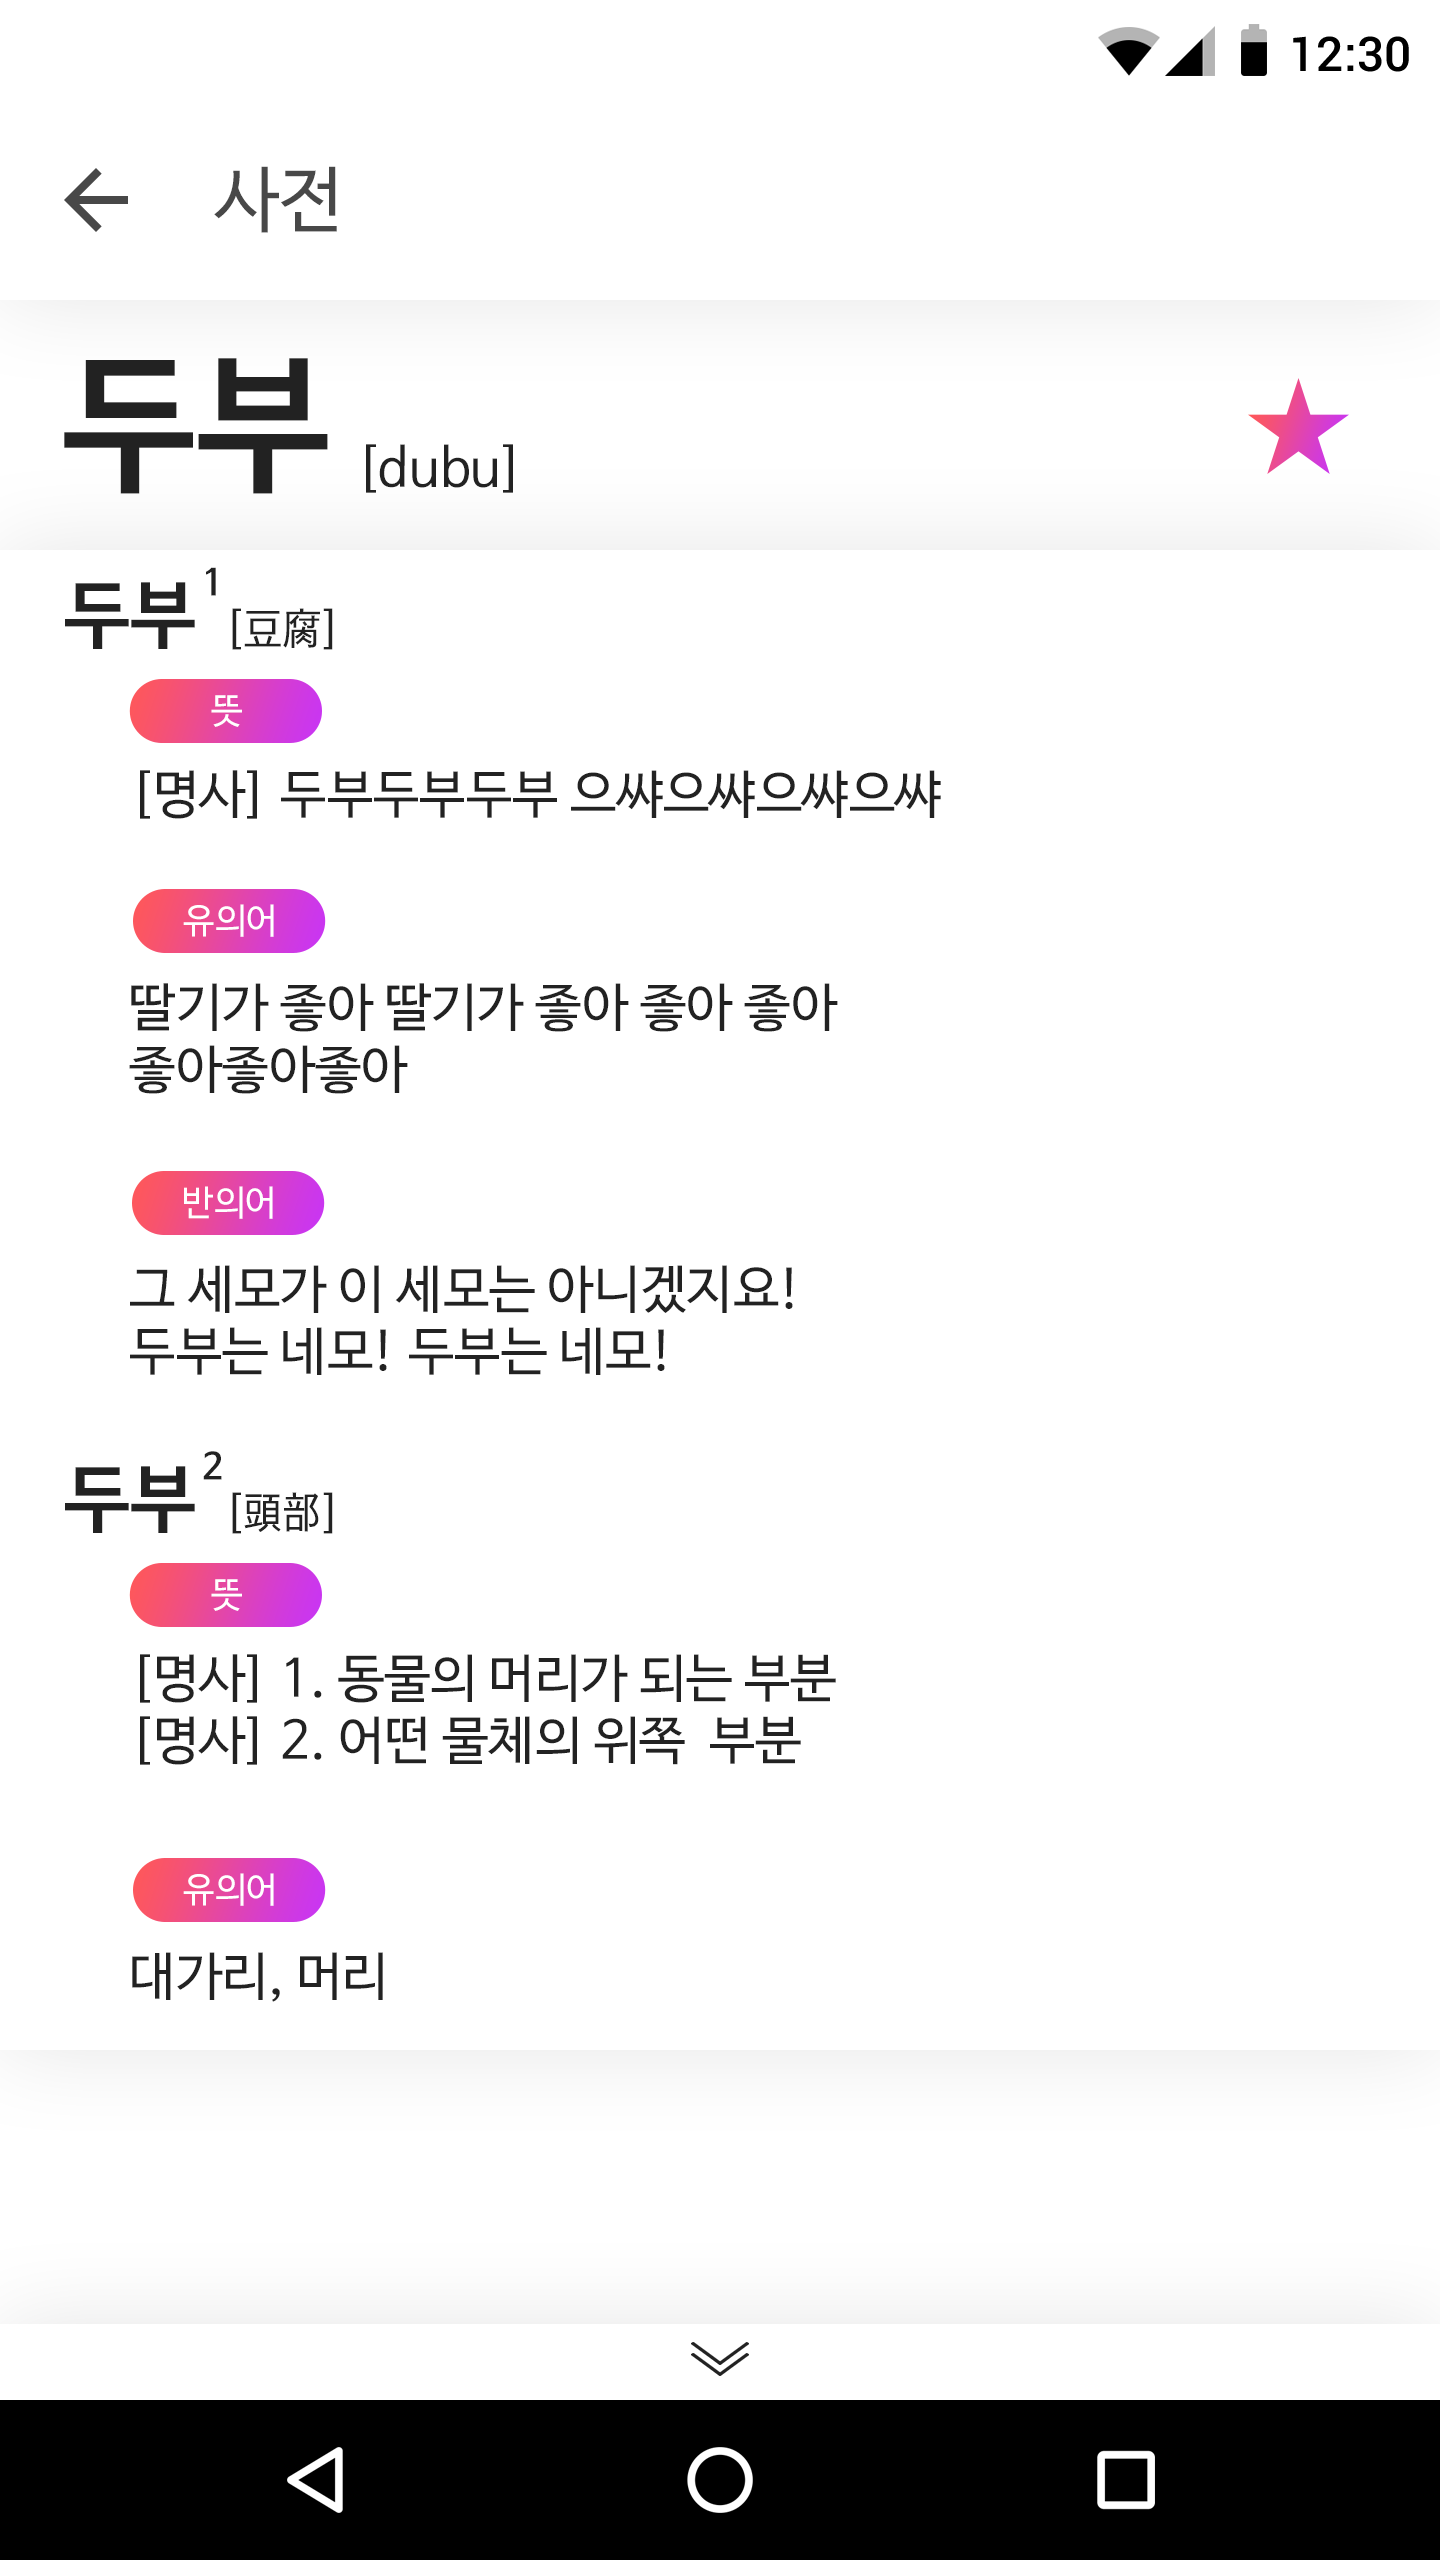 12:30
사전
두부 [dubu]
두부1 [豆腐]
뜻
[명사] 두부두부두부 으쌰으쌰으쌰으쌰
유의어
딸기가 좋아 딸기가 좋아 좋아 좋아
좋아좋아좋아
반의어
그 세모가 이 세모는 아니겠지요!
두부는 네모! 두부는 네모!
두부2 [頭部]
뜻
[명사] 1. 동물의 머리가 되는 부분
[명사] 2. 어떤 물체의 위쪽 부분
유의어
대가리, 머리